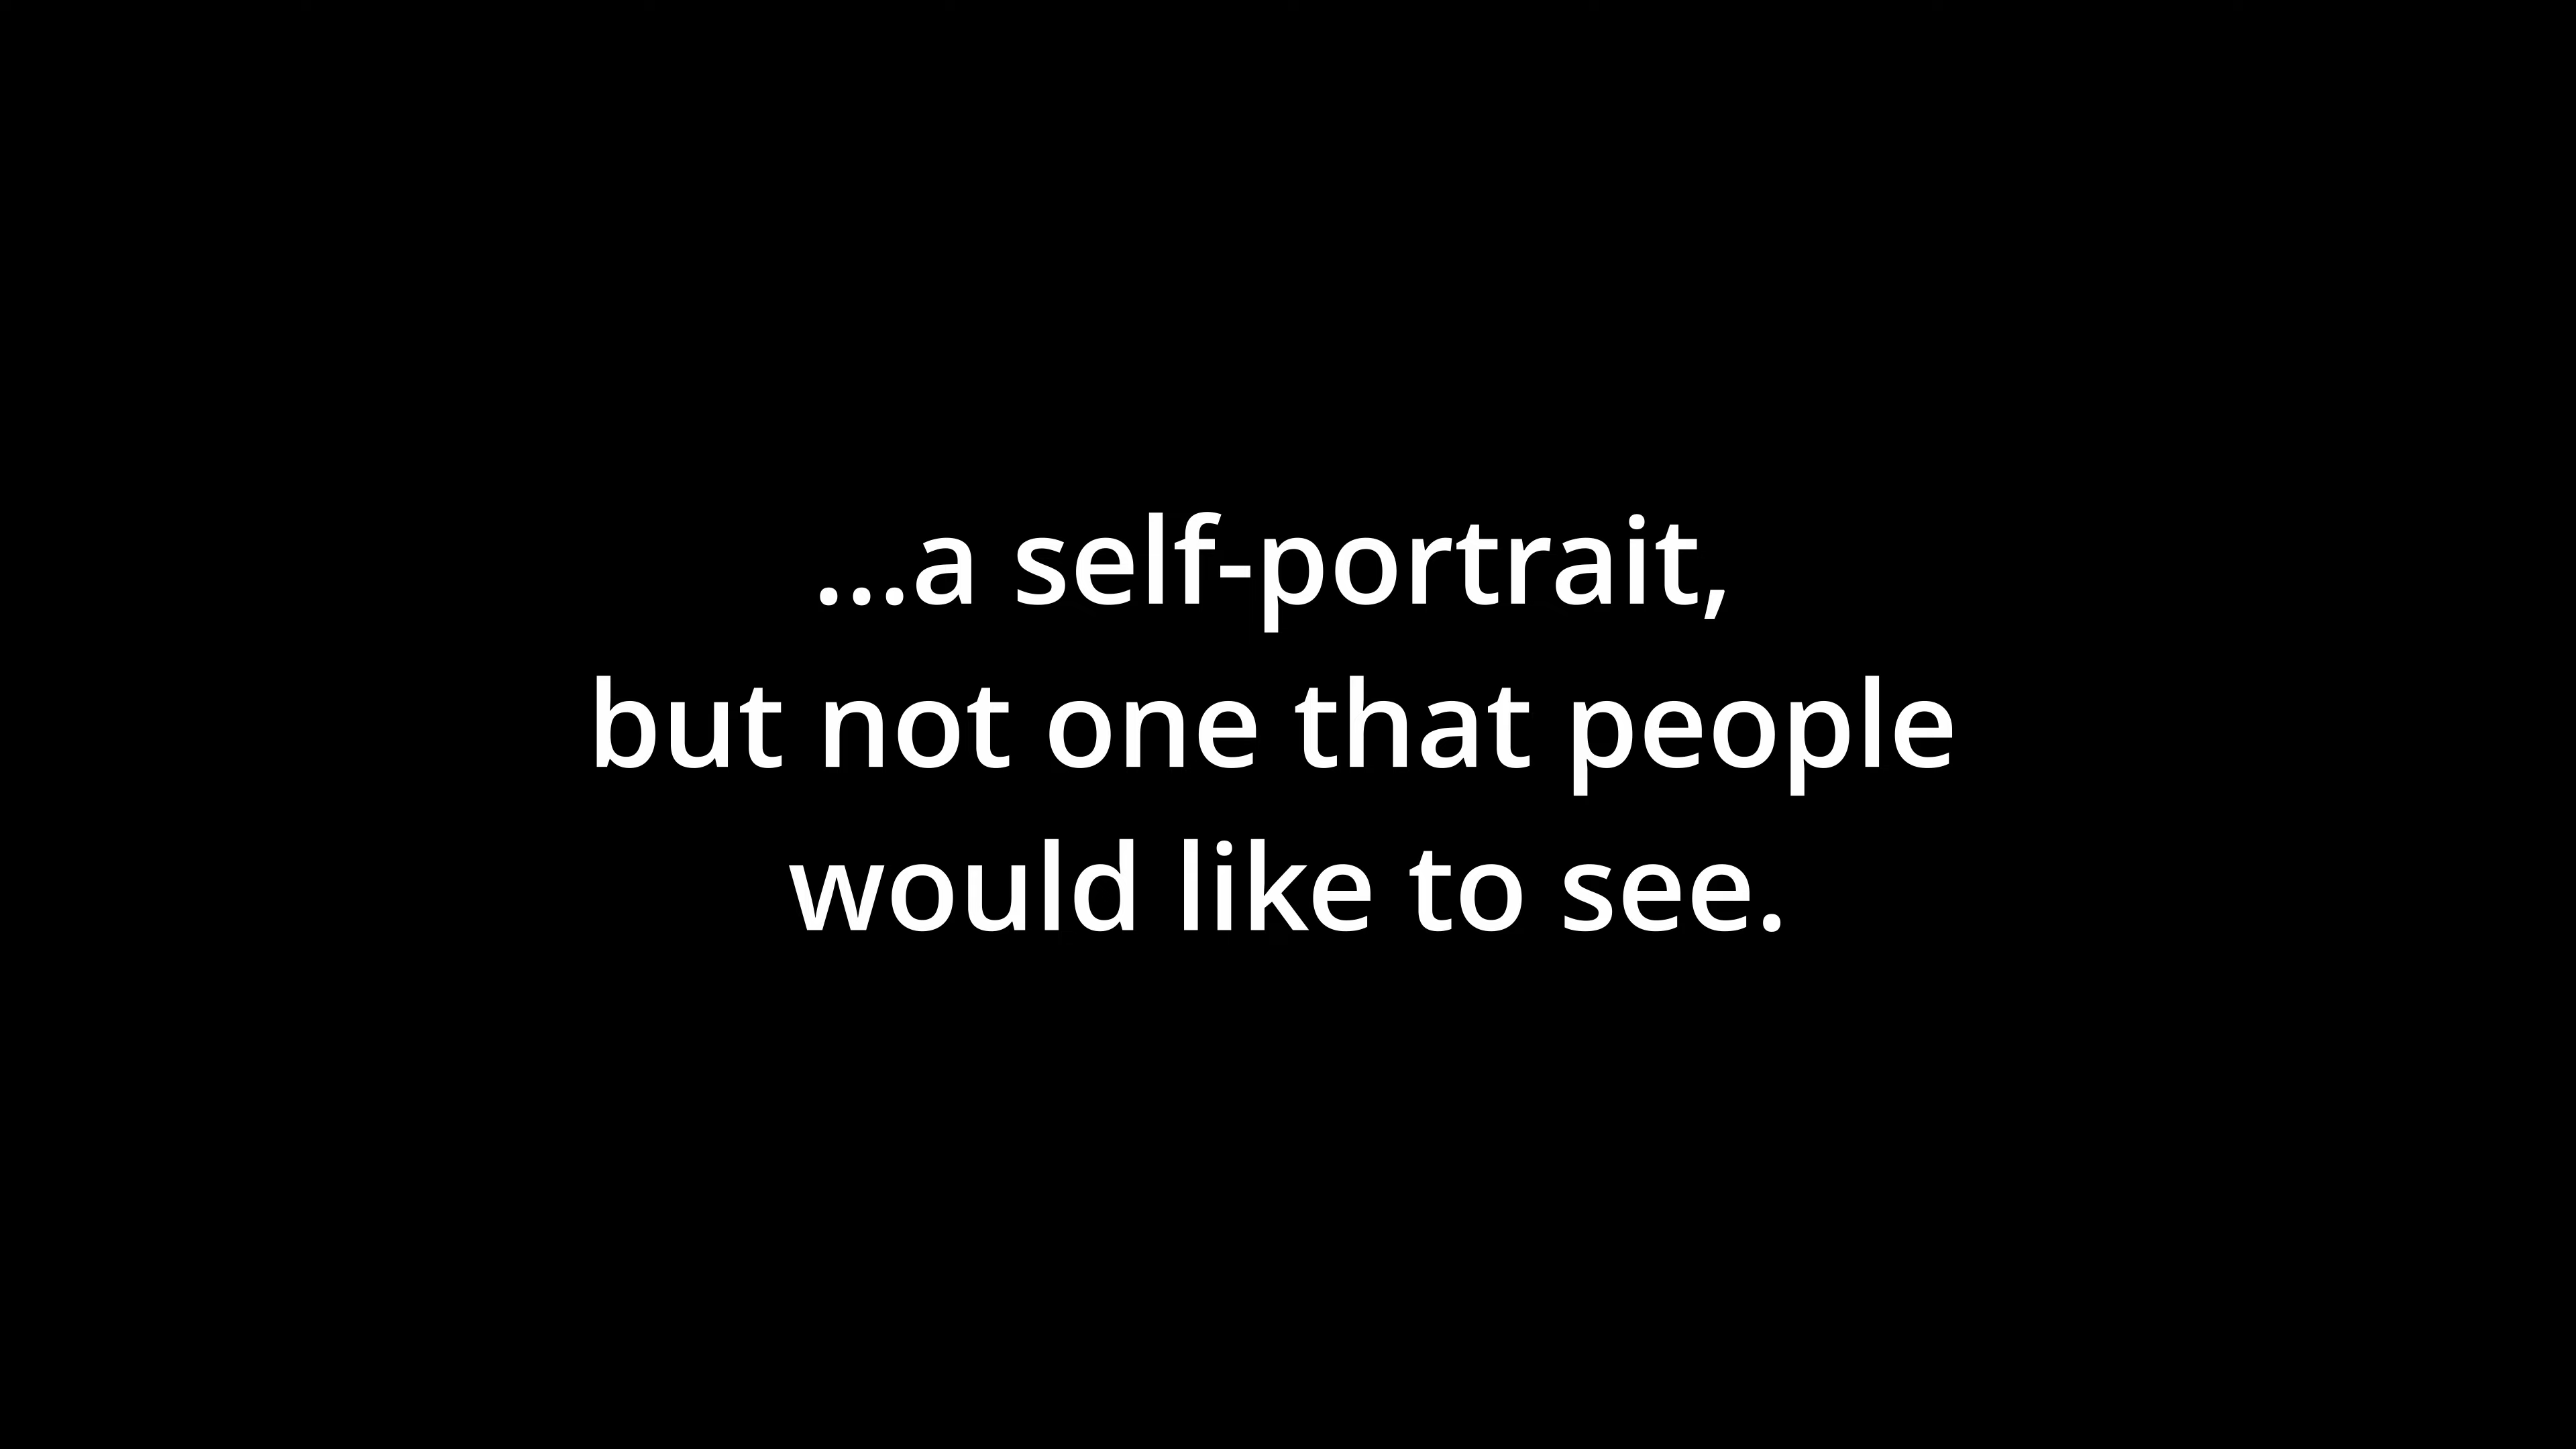 ...a self-portrait,
but not one that people
would like to see.